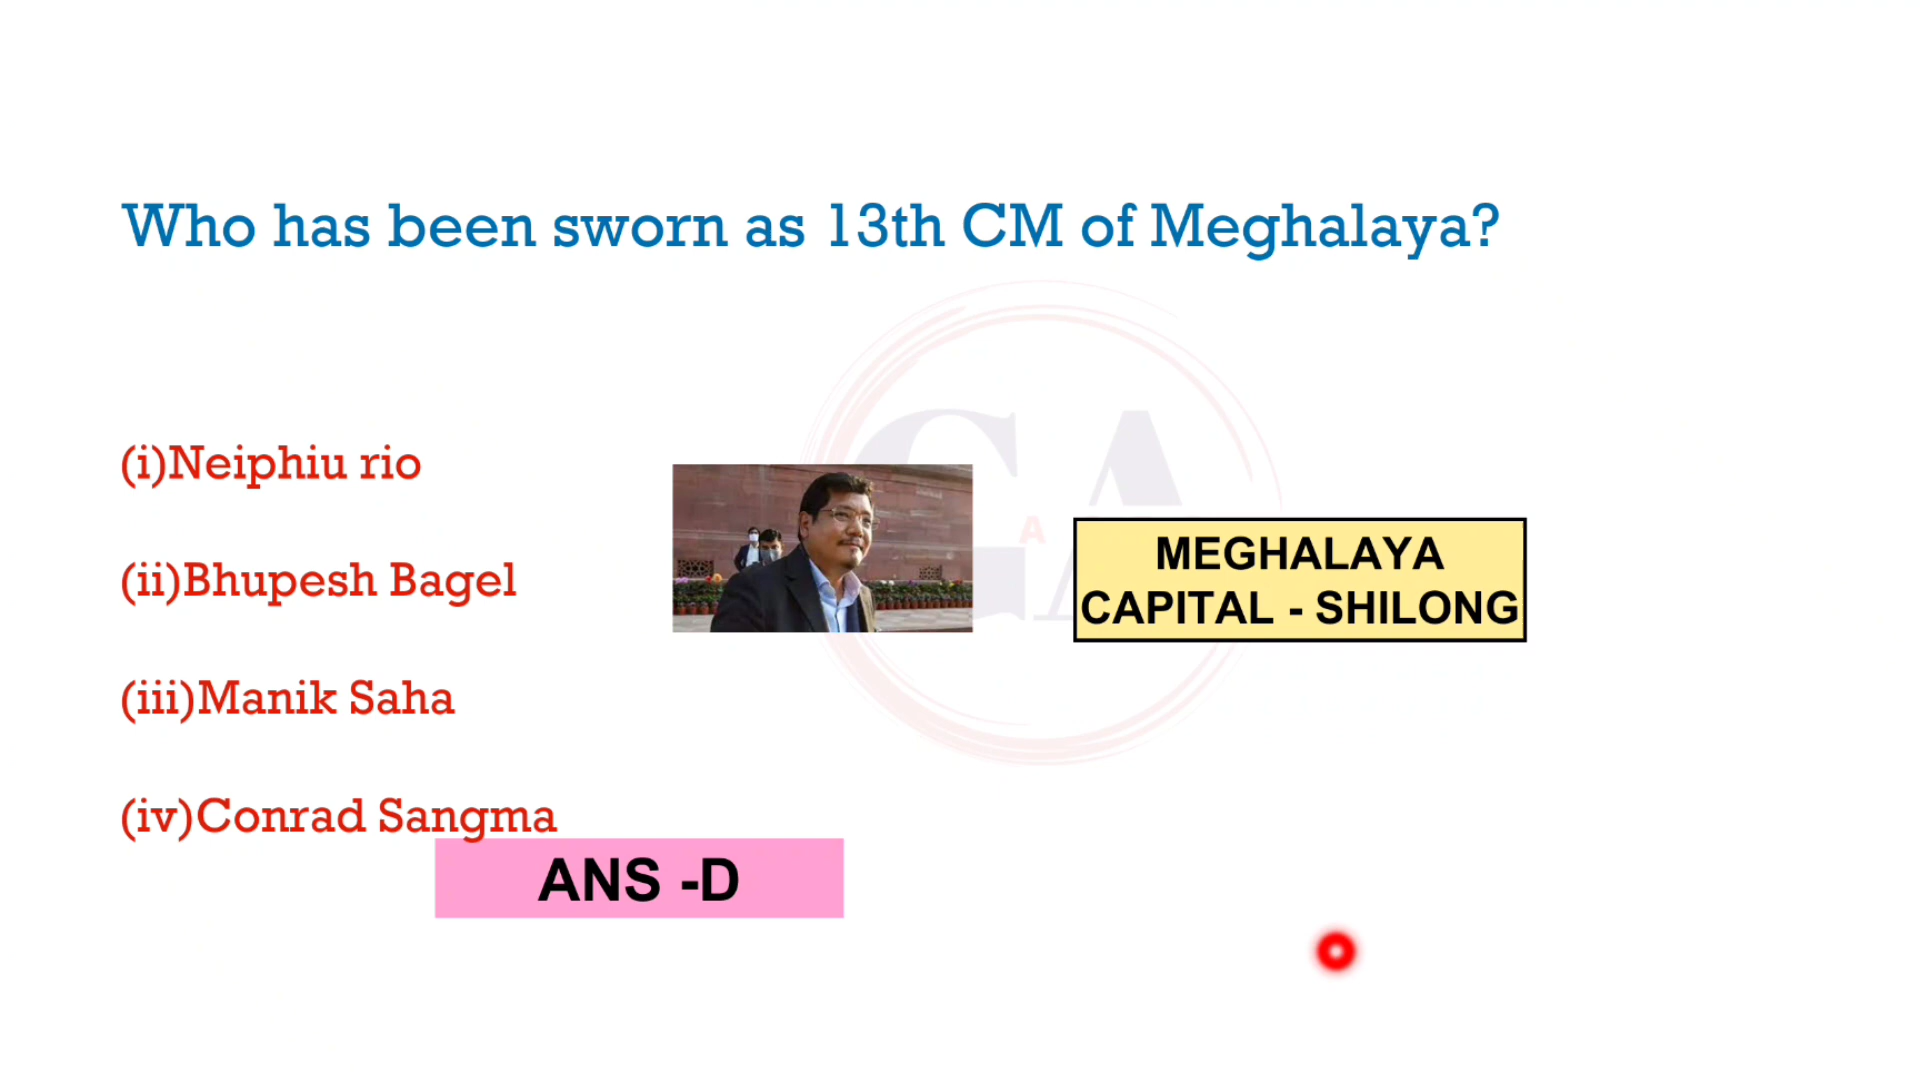 Who has been sworn as 13th CM of Meghalaya?
(i)Neiphiu rio
(ii)Bhupesh Bagel
(iii)Manik Saha
(iv)Conrad Sangma
GA
A
MEGHALAYA
CAPITAL - SHILONG
ANS -D